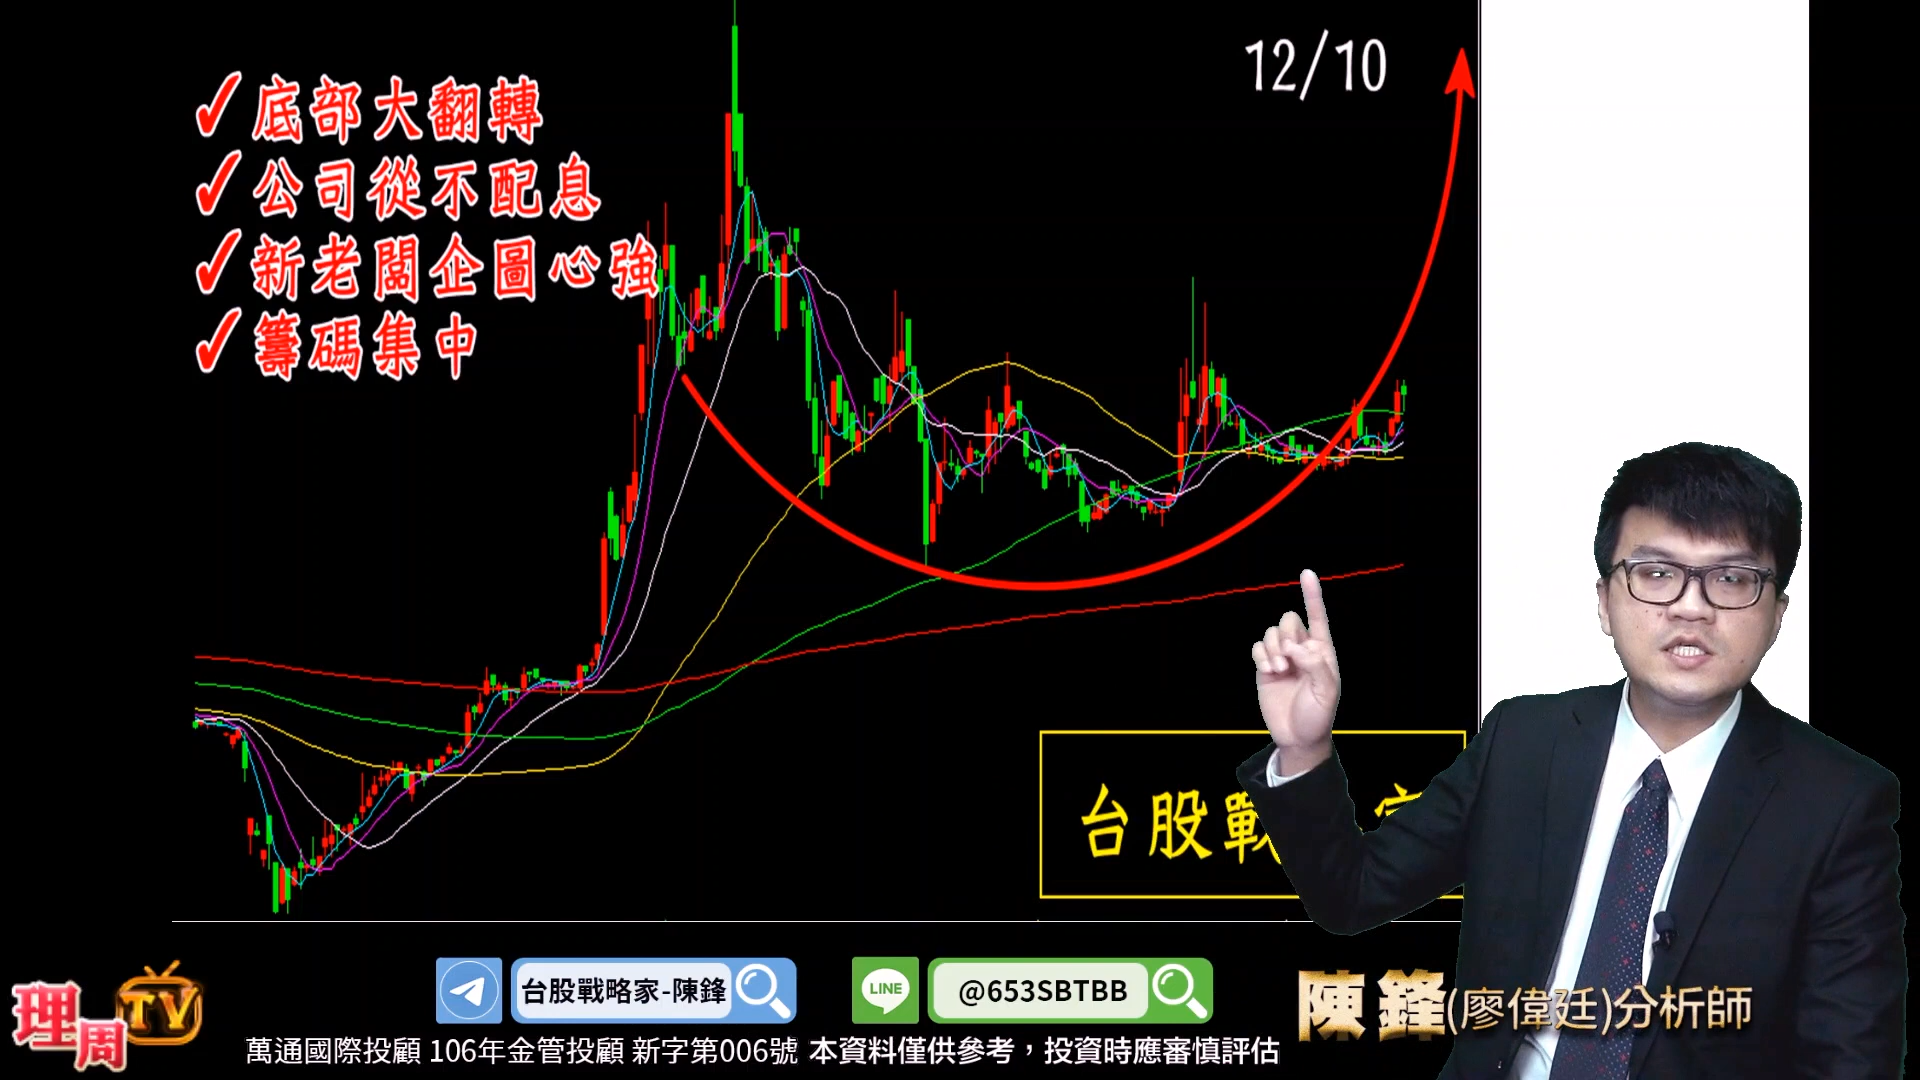 ✓底部大翻轉
✓公司從不配息
✓新老闆企圖心強
✓籌碼集中
12/10
台股戰
理周TV
台股戰略家-陳鋒
LINE
@653SBTBB
陳鋒(廖偉廷)分析師
萬通國際投顧 106年金管投顧 新字第006號 本資料僅供參考，投資時應審慎評估